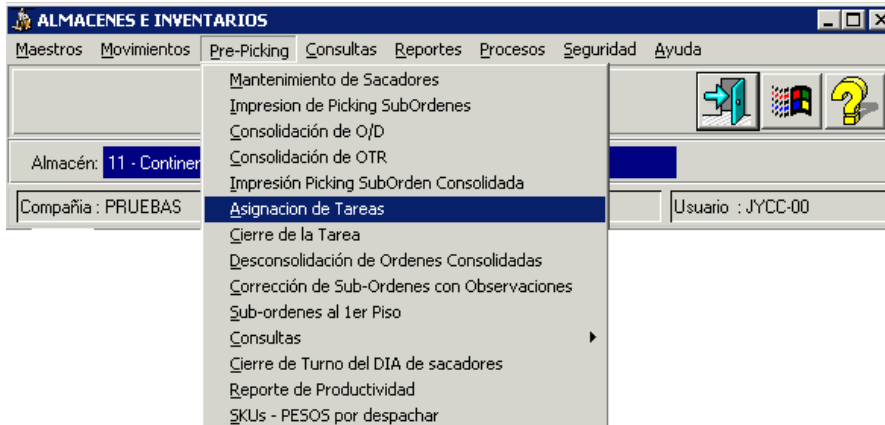 ALMACENES E INVENTARIOS
Maestros Movimientos Pre-Picking Consultas Reportes Procesos Seguridad Ayuda
Mantenimiento de Sacadores
Impresion de Picking SubOrdenes
Consolidación de O/D
Consolidación de OTR
Impresión Picking SubOrden Consolidada
Asignacion de Tareas
Cierre de la Tarea
Desconsolidación de Ordenes Consolidadas
Corrección de Sub-Ordenes con Observaciones
Sub-ordenes al 1er Piso
Consultas
Cierre de Turno del DIA de sacadores
Reporte de Productividad
SKUs - PESOS por despachar
Almacén: 11 -
Compañia : PRUEBAS
Usuario : JYCC-00